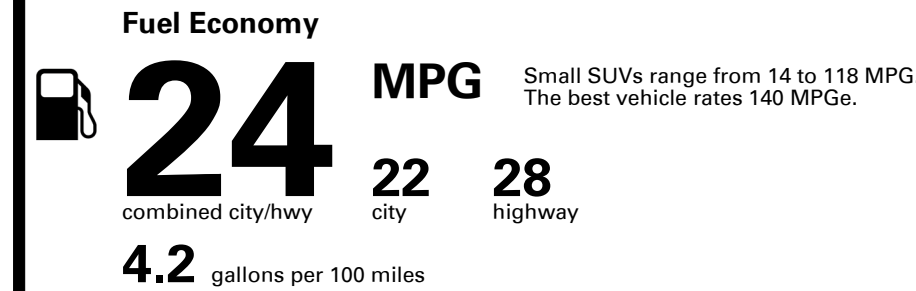 Fuel Economy
24 MPG
Small SUVs range from 14 to 118 MPG
The best vehicle rates 140 MPGe.
22 28
combined city/hwy city highway
4.2 gallons per 100 miles